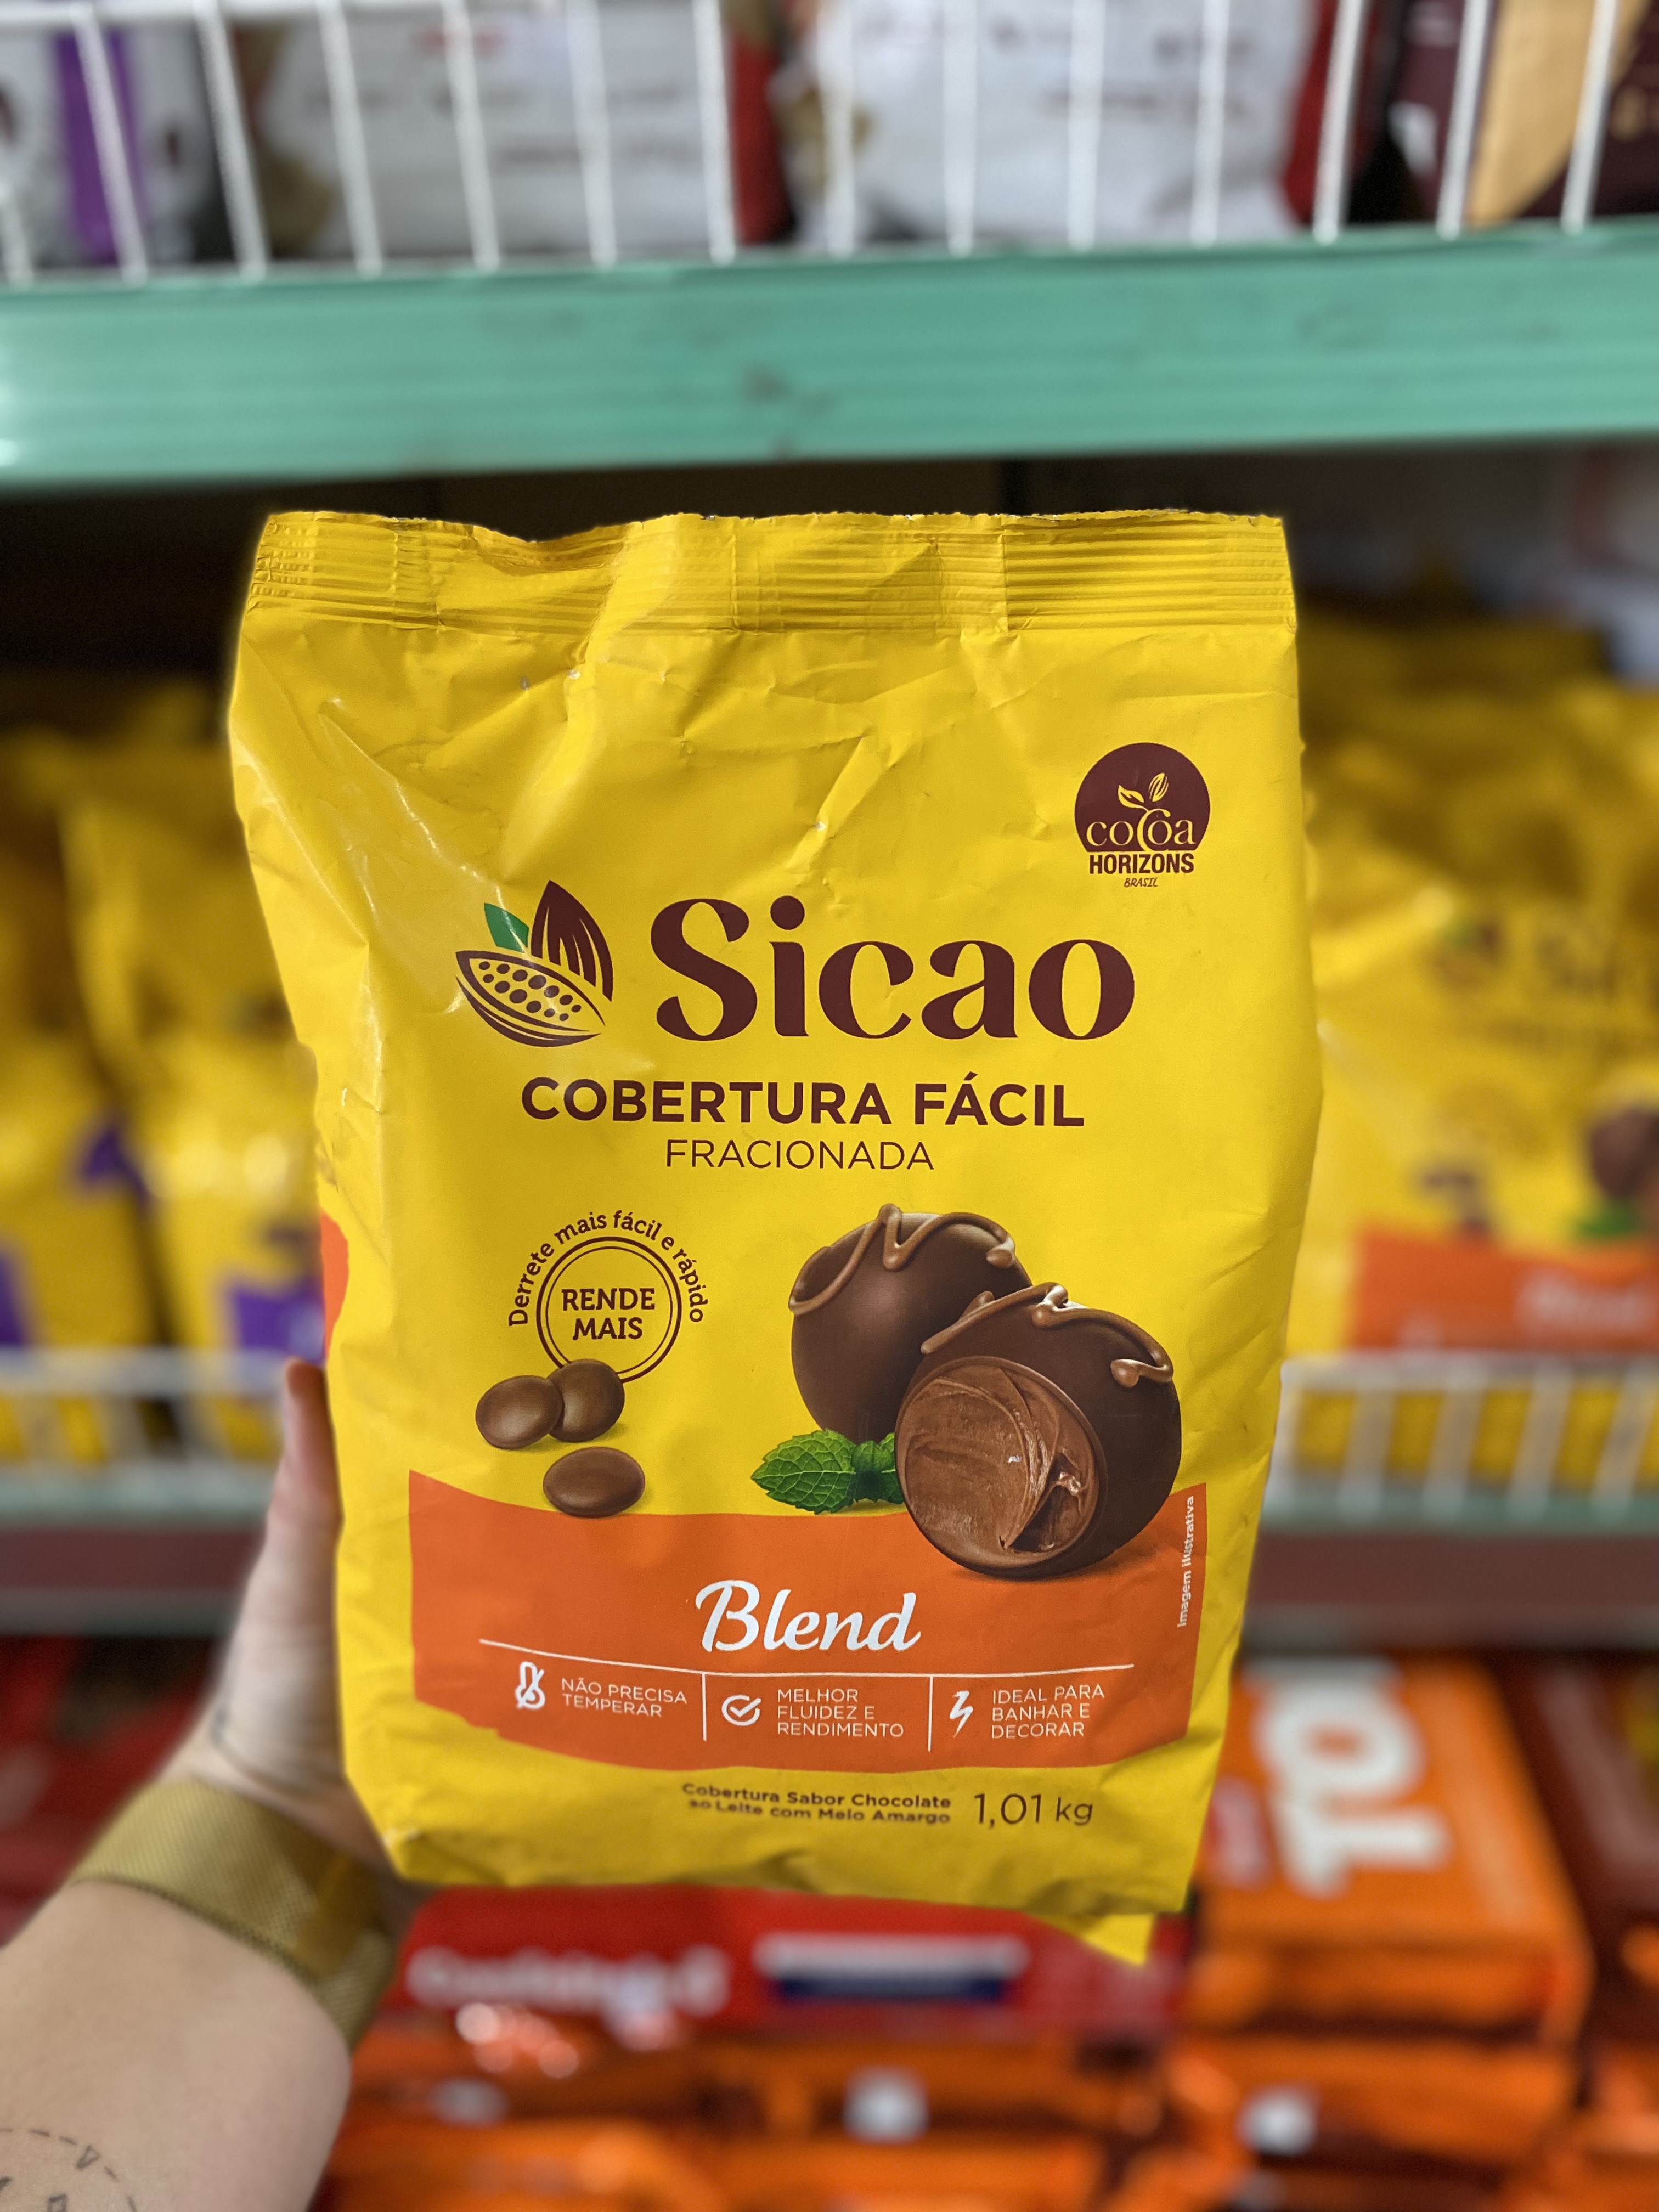 cocoa
HORIZONS
BRASIL
Sicao
COBERTURA FÁCIL
FRACIONADA
Derrete mais fácil e rápido
RENDE
MAIS
imagem ilustrativa
Blend
NÃO PRECISA
TEMPERAR
MELHOR
FLUIDEZ E
RENDIMENTO
IDEAL PARA
BANHAR E
DECORAR
Cobertura Sabor Chocolate
ao Leite com Meio Amargo
1,01 kg